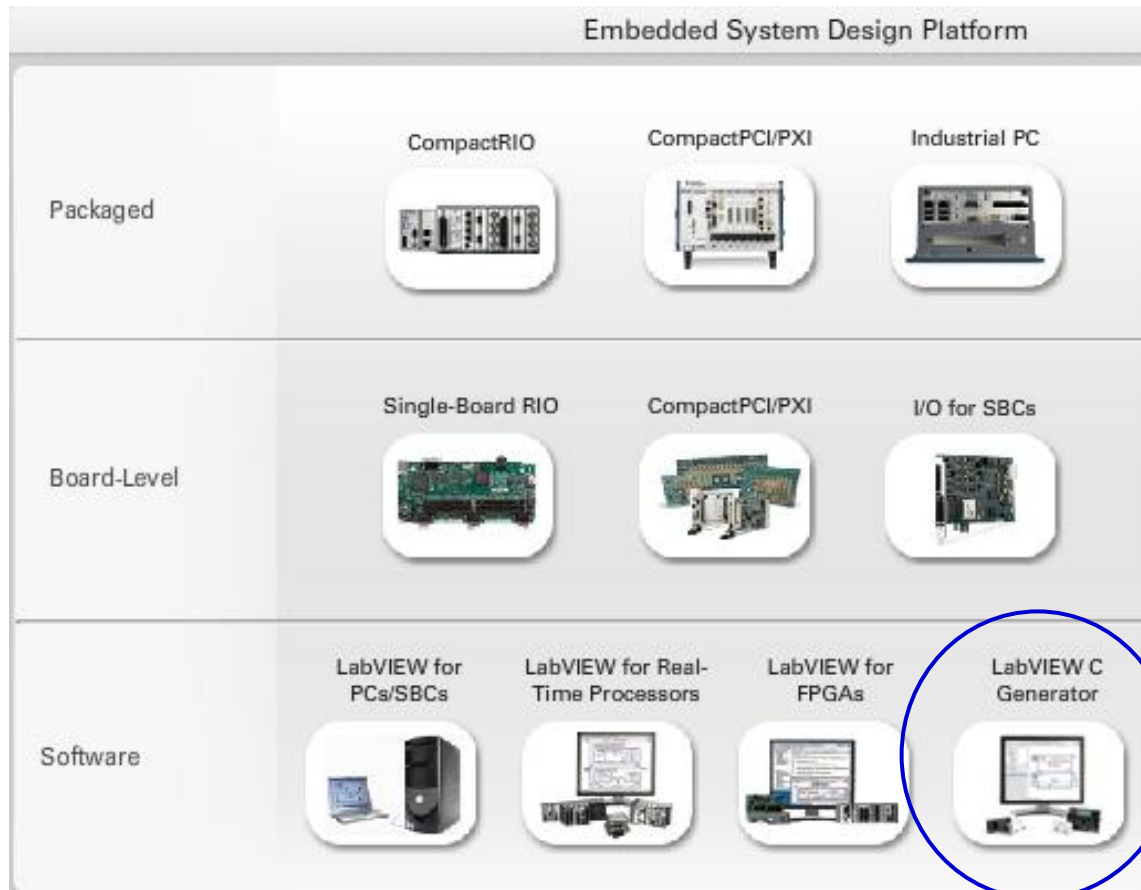 Embedded System Design Platform
Packaged
CompactRIO
CompactPCI/PXI
Industrial PC
Board-Level
Single-Board RIO
CompactPCI/PXI
I/O for SBCs
Software
LabVIEW for
PCs/SBCs
LabVIEW for Real-
Time Processors
LabVIEW for
FPGAs
LabVIEW C
Generator